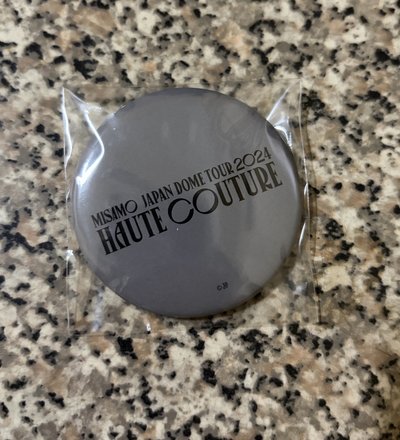 MISAMO JAPAN DOME TOUR 2024
HAUTE COUTURE